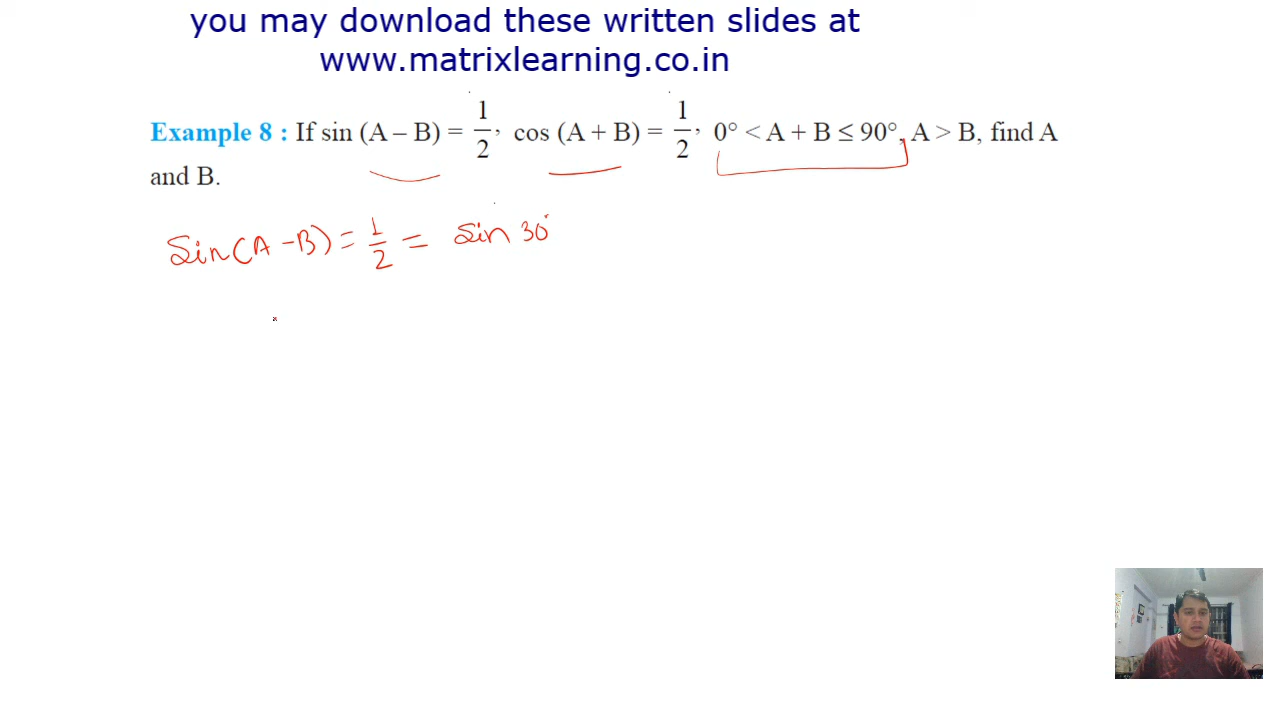 you may download these written slides at
www.matrixlearning.co.in
Example 8 : If sin (A – B) = 1/2, cos (A + B) = 1/2, 0° < A + B ≤ 90°, A > B, find A
and B.
Sin(A - B) = 1/2 = Sin 30°